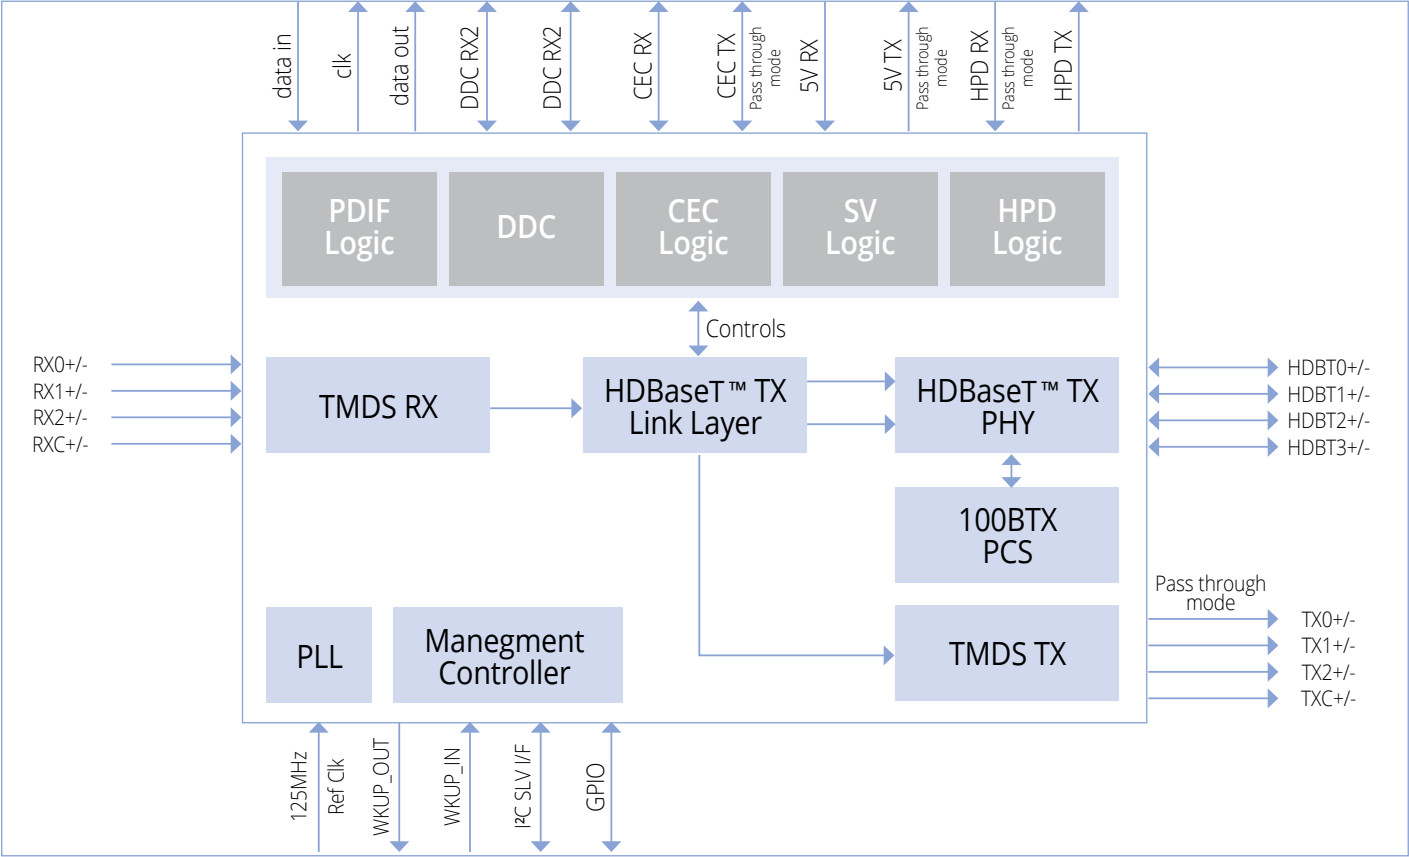 data in
clk
data out
DDC RX2
DDC RX2
CEC RX
CEC TX
Pass through
mode
5V RX
5V TX
Pass through
mode
HPD RX
Pass through
mode
HPD TX
PDIF
Logic
DDC
CEC
Logic
SV
Logic
HPD
Logic
Controls
RX0+/-
RX1+/-
RX2+/-
RXC+/-
TMDS RX
HDBaseT™ TX
Link Layer
HDBaseT™ TX
PHY
HDBT0+/-
HDBT1+/-
HDBT2+/-
HDBT3+/-
100BTX
PCS
Pass through
mode
TX0+/-
TX1+/-
TX2+/-
TXC+/-
PLL
Manegment
Controller
TMDS TX
125MHz
Ref Clk
WKUP_OUT
WKUP_IN
I²C SLV I/F
GPIO